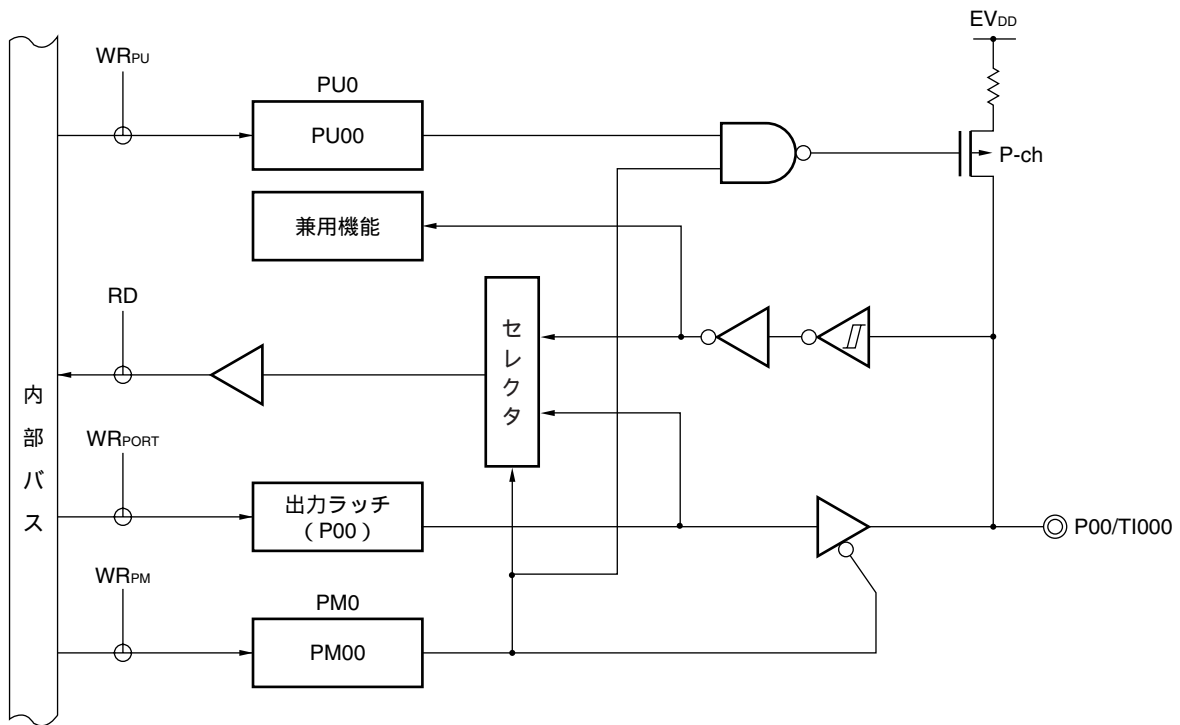 EVDD
WRPU
PU0
PU00
P-ch
兼用機能
RD
セレクタ
内部バス
WRPORT
出力ラッチ
(P00)
P00/TI000
WRPM
PM0
PM00